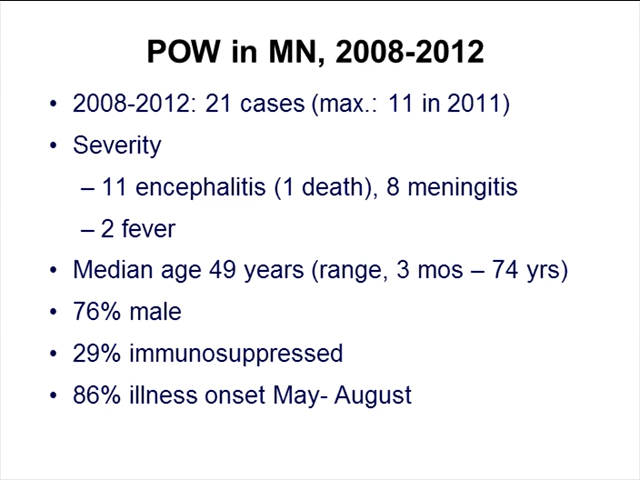 POW in MN, 2008-2012
• 2008-2012: 21 cases (max.: 11 in 2011)
• Severity
– 11 encephalitis (1 death), 8 meningitis
– 2 fever
• Median age 49 years (range, 3 mos – 74 yrs)
• 76% male
• 29% immunosuppressed
• 86% illness onset May- August